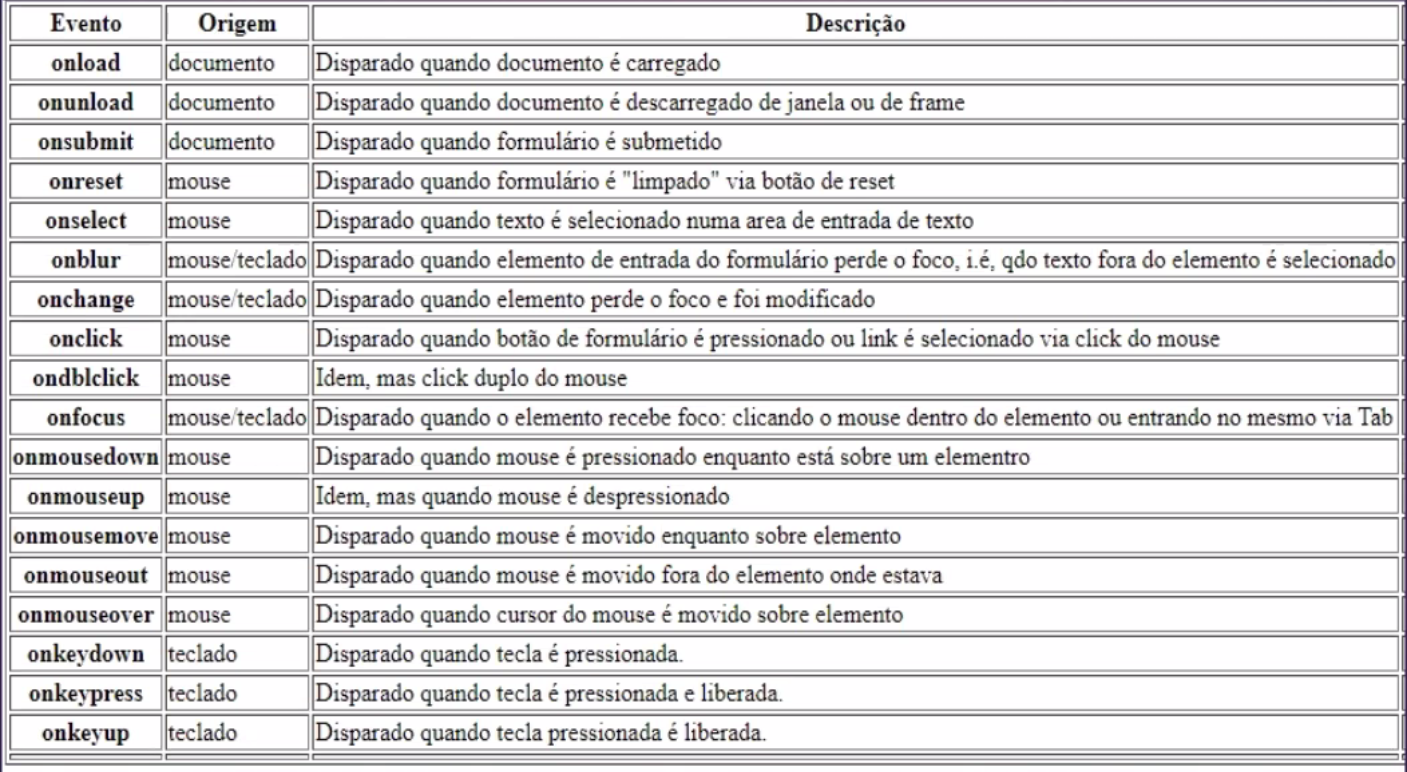 Evento Origem Descrição
onload documento Disparado quando documento é carregado
onunload documento Disparado quando documento é descarregado de janela ou de frame
onsubmit documento Disparado quando formulário é submetido
onreset mouse Disparado quando formulário é "limpado" via botão de reset
onselect mouse Disparado quando texto é selecionado numa area de entrada de texto
onblur mouse/teclado Disparado quando elemento de entrada do formulário perde o foco, i.é, qdo texto fora do elemento é selecionado
onchange mouse/teclado Disparado quando elemento perde o foco e foi modificado
onclick mouse Disparado quando botão de formulário é pressionado ou link é selecionado via click do mouse
ondblclick mouse Idem, mas click duplo do mouse
onfocus mouse/teclado Disparado quando o elemento recebe foco: clicando o mouse dentro do elemento ou entrando no mesmo via Tab
onmousedown mouse Disparado quando mouse é pressionado enquanto está sobre um elementro
onmouseup mouse Idem, mas quando mouse é despressionado
onmousemove mouse Disparado quando mouse é movido enquanto sobre elemento
onmouseout mouse Disparado quando mouse é movido fora do elemento onde estava
onmouseover mouse Disparado quando cursor do mouse é movido sobre elemento
onkeydown teclado Disparado quando tecla é pressionada.
onkeypress teclado Disparado quando tecla é pressionada e liberada.
onkeyup teclado Disparado quando tecla pressionada é liberada.